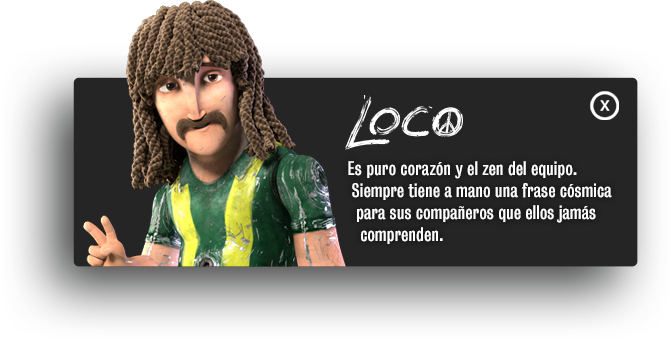 LOCO
X
Es puro corazón y el zen del equipo.
Siempre tiene a mano una frase cósmica
para sus compañeros que ellos jamás
comprenden.